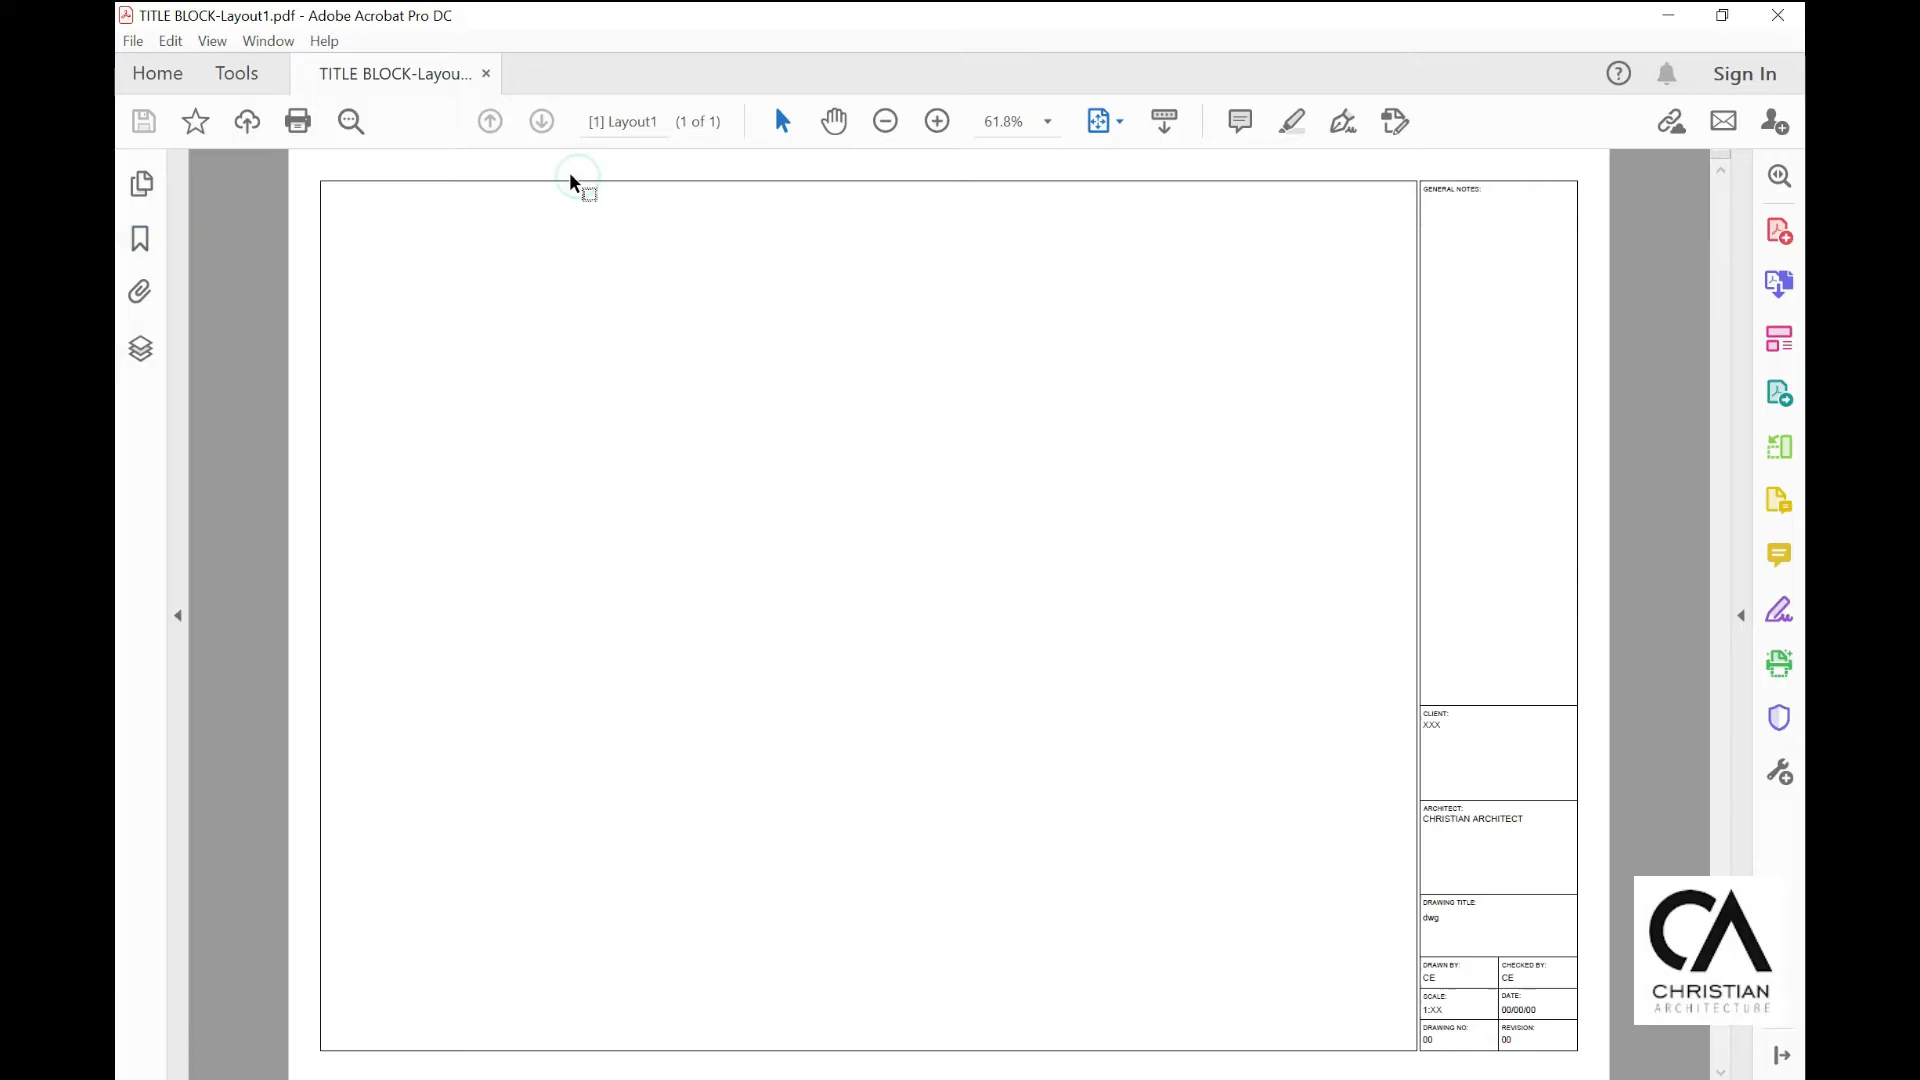 TITLE BLOCK-Layout1.pdf - Adobe Acrobat Pro DC
File Edit View Window Help
Home Tools TITLE BLOCK-Layou... × Sign In
[1] Layout1 (1 of 1) 61.8%
GENERAL NOTES:
CLIENT:
XXX
ARCHITECT:
CHRISTIAN ARCHITECT
DRAWING TITLE:
dwg
DRAWN BY: CHECKED BY:
CE CE
SCALE: DATE:
1:XX 00/00/00
DRAWING NO: REVISION:
00 00
CA
CHRISTIAN
ARCHITECTURE